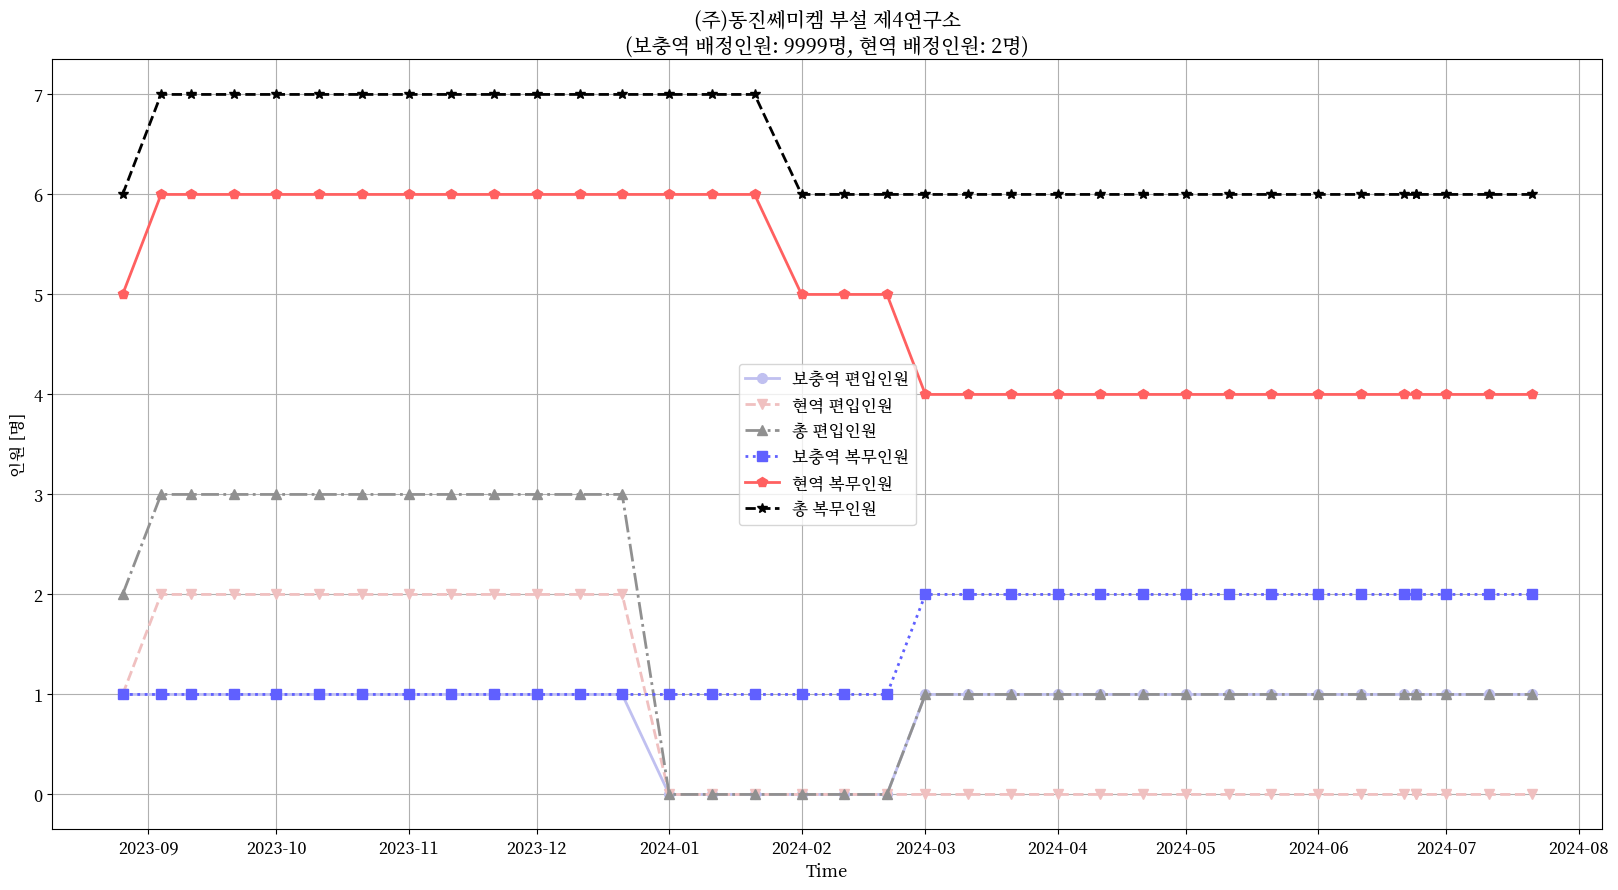 (주)동진쎄미켐 부설 제4연구소
(보충역 배정인원: 9999명, 현역 배정인원: 2명)
인원 [명]
7
6
5
4
3
2
1
0
보충역 편입인원
현역 편입인원
총 편입인원
보충역 복무인원
현역 복무인원
총 복무인원
2023-09 2023-10 2023-11 2023-12 2024-01 2024-02 2024-03 2024-04 2024-05 2024-06 2024-07 2024-08
Time